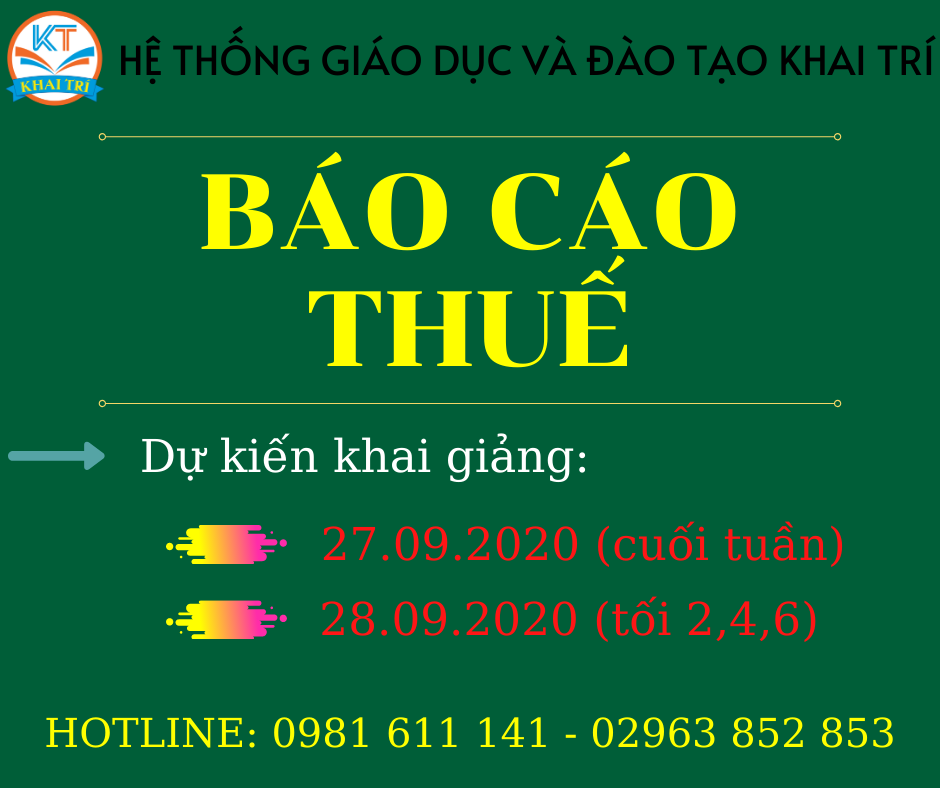 KT
KHAI TRÍ
HỆ THỐNG GIÁO DỤC VÀ ĐÀO TẠO KHAI TRÍ
BÁO CÁO
THUẾ
Dự kiến khai giảng:
27.09.2020 (cuối tuần)
28.09.2020 (tối 2,4,6)
HOTLINE: 0981 611 141 - 02963 852 853